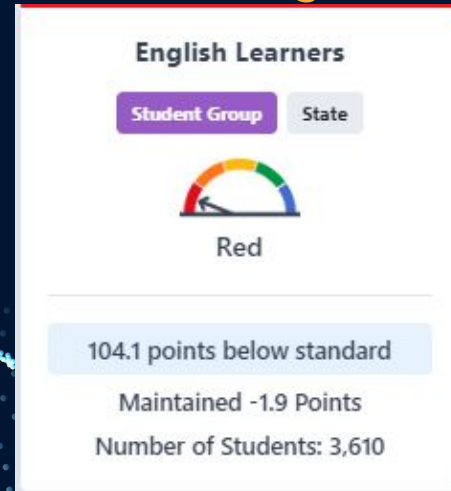 English Learners
Student Group State
Red
104.1 points below standard
Maintained -1.9 Points
Number of Students: 3,610